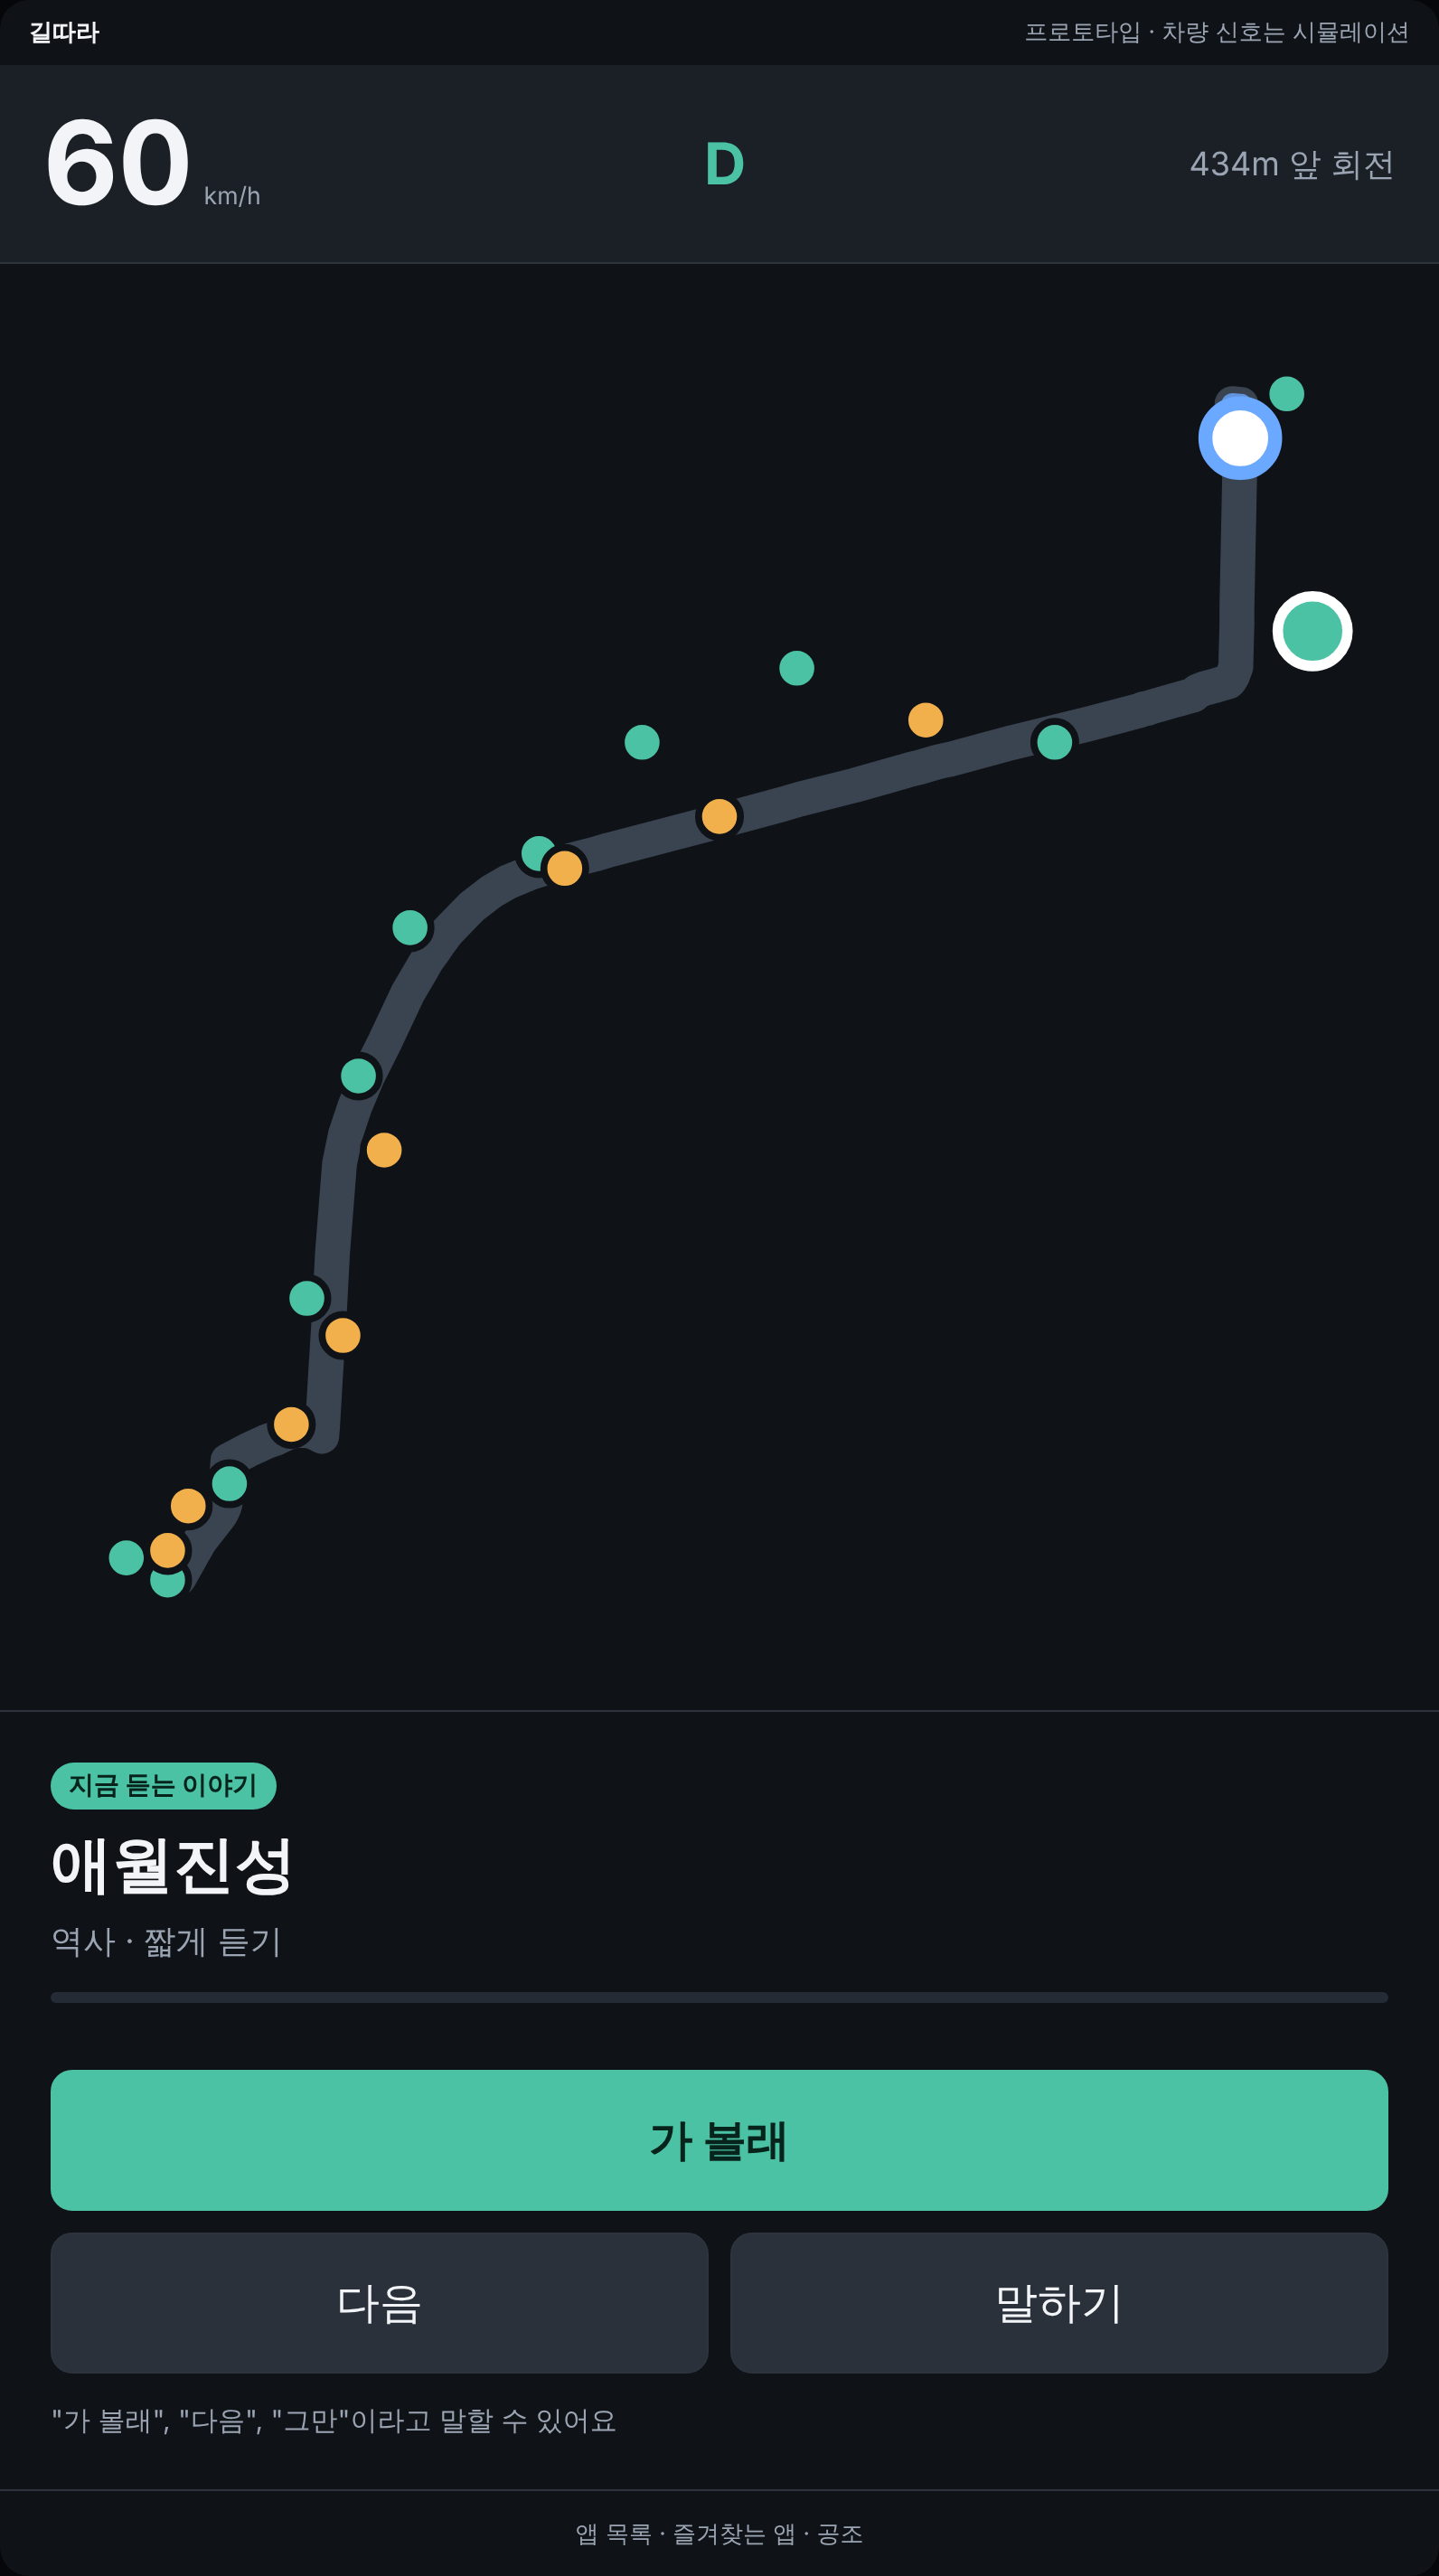 길따라
프로토타입 · 차량 신호는 시뮬레이션
60 km/h
D
434m 앞 회전
지금 듣는 이야기
애월진성
역사 · 짧게 듣기
가 볼래
다음
말하기
"가 볼래", "다음", "그만"이라고 말할 수 있어요
앱 목록 · 즐겨찾는 앱 · 공조